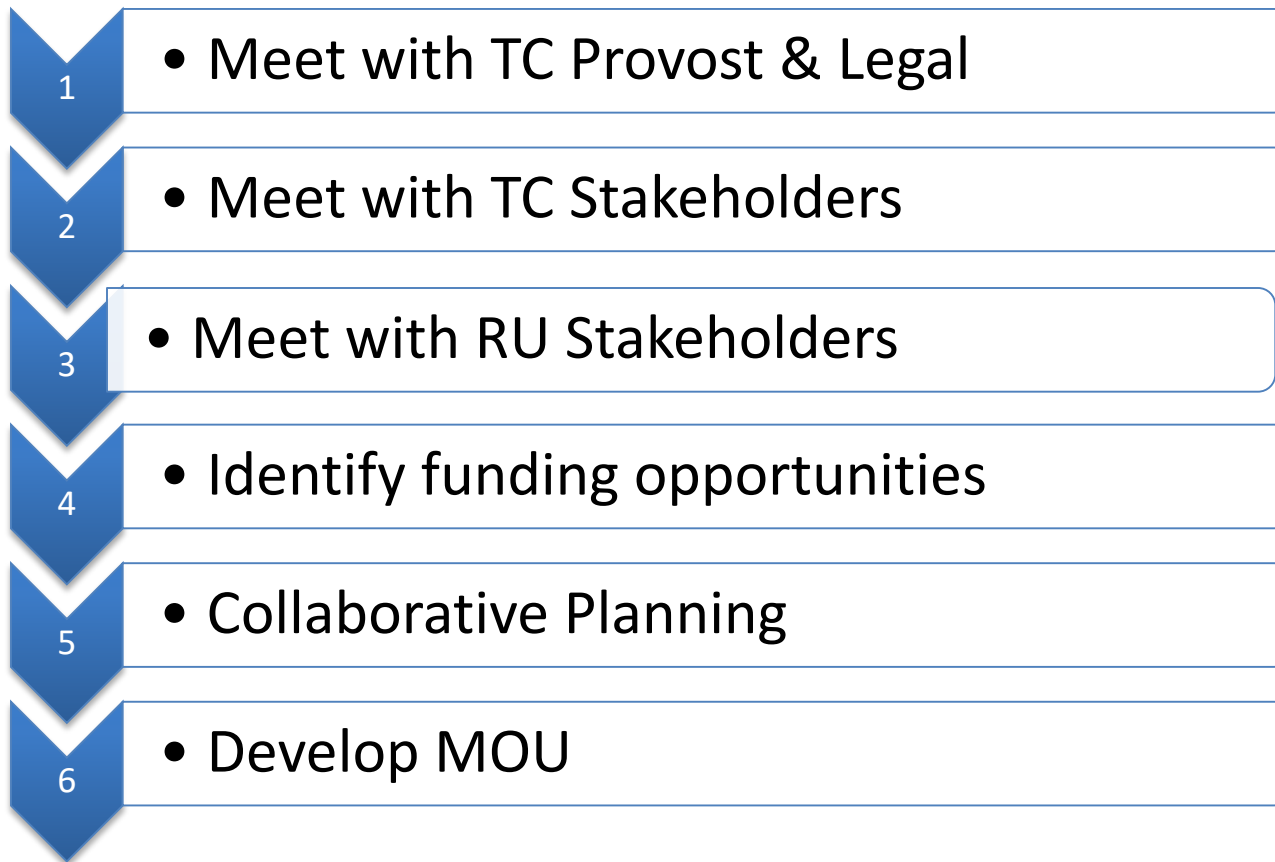 1
• Meet with TC Provost & Legal
2
• Meet with TC Stakeholders
3
• Meet with RU Stakeholders
4
• Identify funding opportunities
5
• Collaborative Planning
6
• Develop MOU